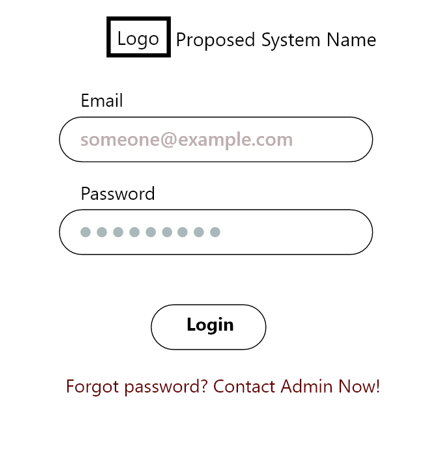 Logo Proposed System Name
Email
someone@example.com
Password
Login
Forgot password? Contact Admin Now!